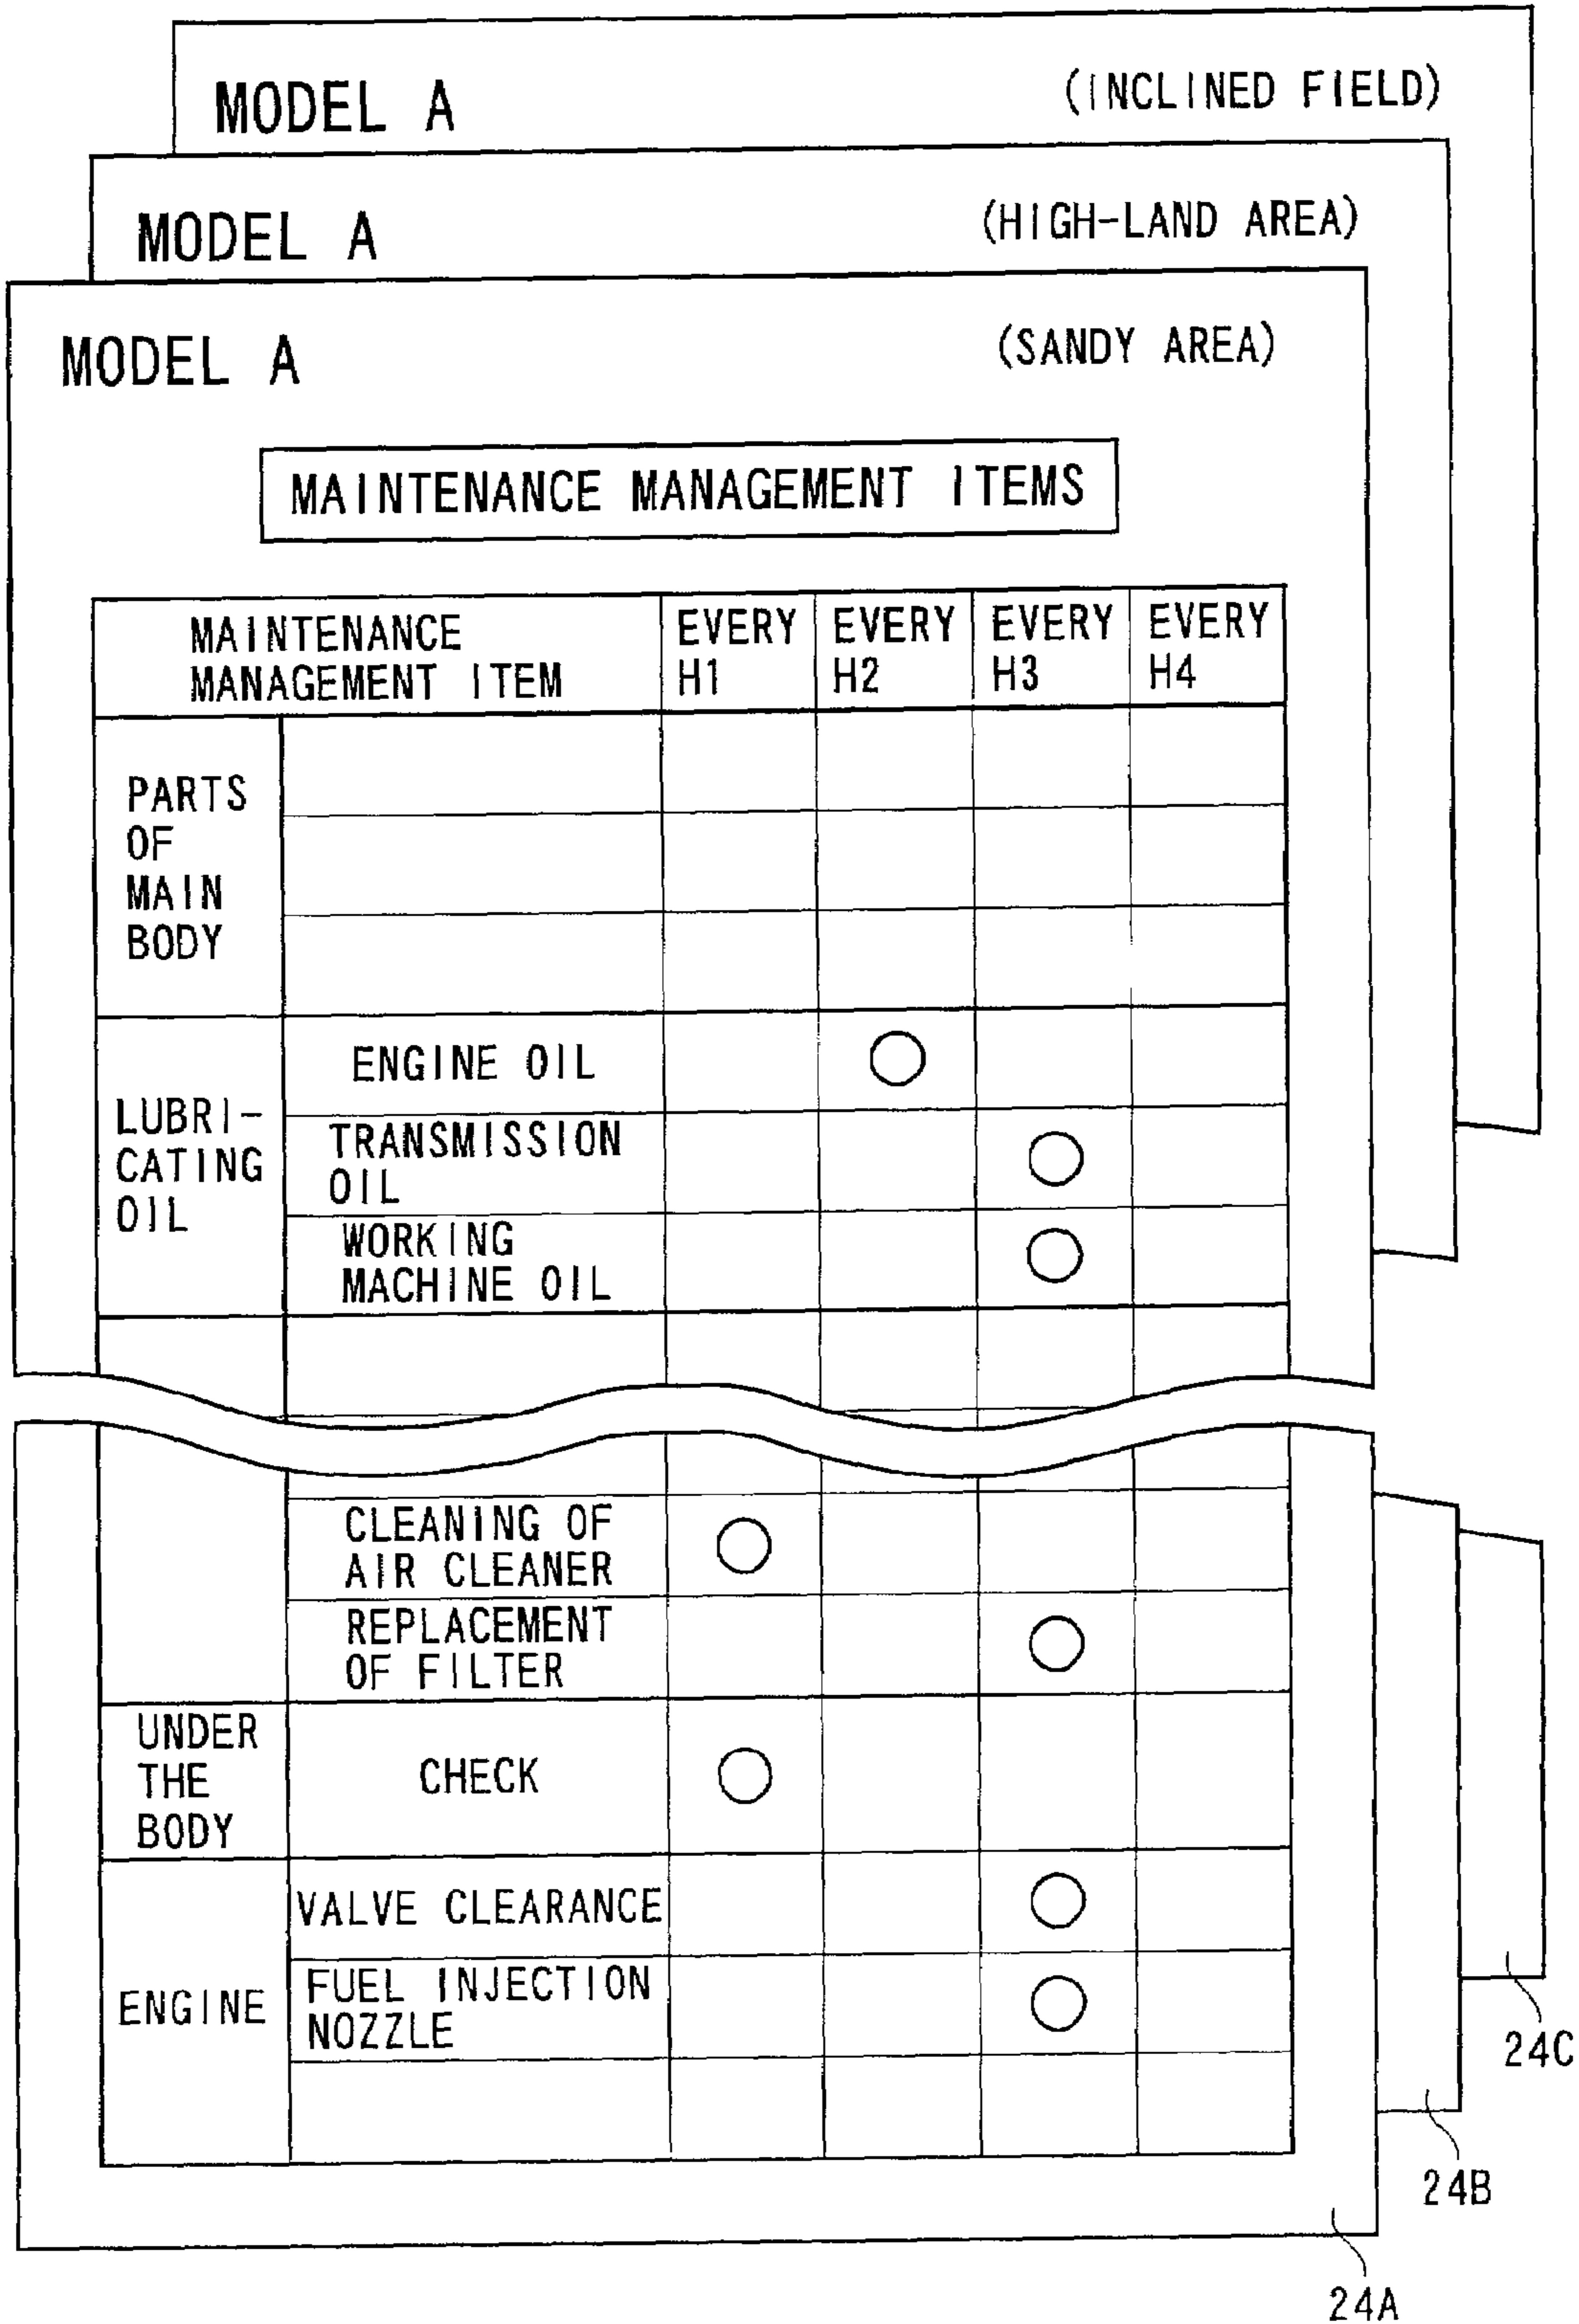 MODEL A (INCLINED FIELD)
MODEL A (HIGH-LAND AREA)
MODEL A (SANDY AREA)
MAINTENANCE MANAGEMENT ITEMS
MAINTENANCE
MANAGEMENT ITEM
EVERY
H1
EVERY
H2
EVERY
H3
EVERY
H4
PARTS
OF
MAIN
BODY
LUBRI-
CATING
OIL
ENGINE OIL
TRANSMISSION
OIL
WORKING
MACHINE OIL
CLEANING OF
AIR CLEANER
REPLACEMENT
OF FILTER
UNDER
THE
BODY
CHECK
ENGINE
VALVE CLEARANCE
FUEL INJECTION
NOZZLE
24C
24B
24A